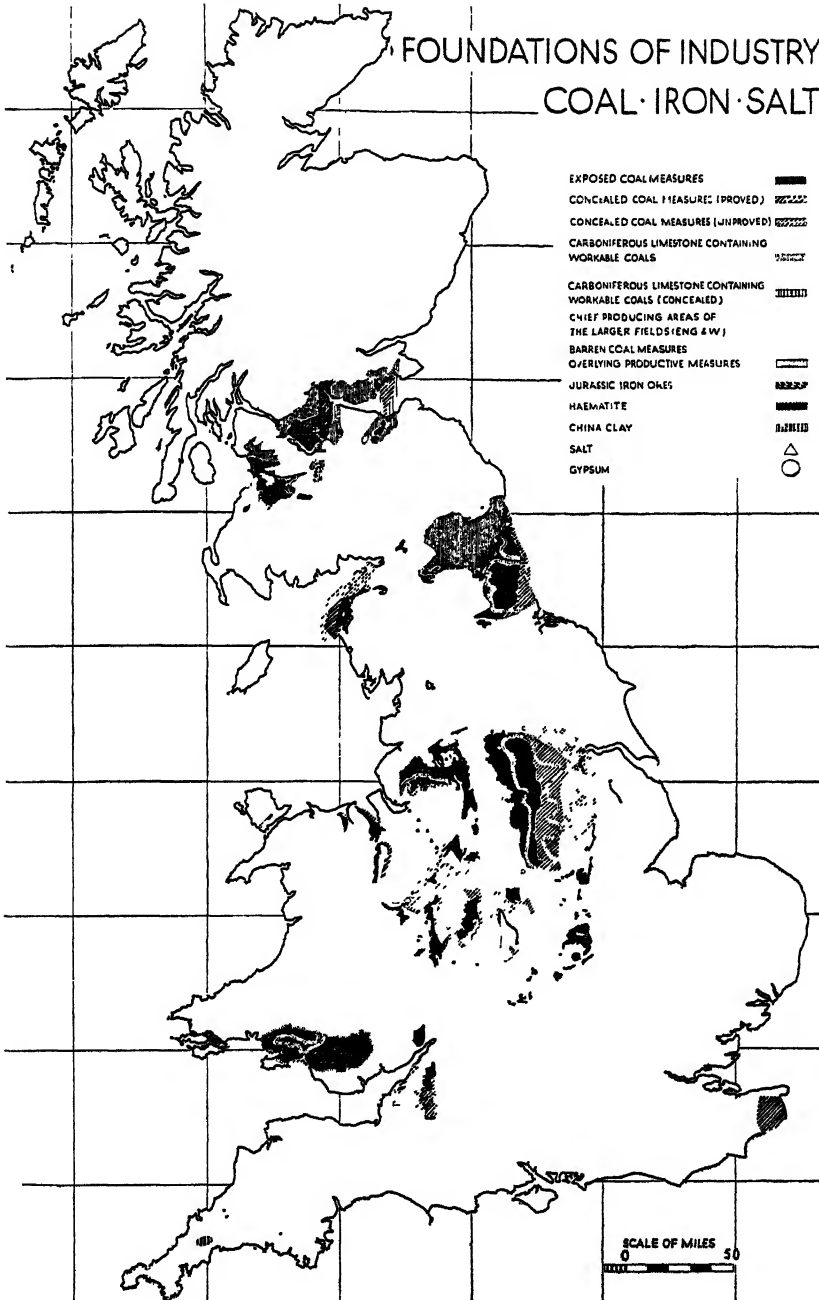 FOUNDATIONS OF INDUSTRY
COAL·IRON·SALT
EXPOSED COAL MEASURES
CONCEALED COAL MEASURES (PROVED)
CONCEALED COAL MEASURES (UNPROVED)
CARBONIFEROUS LIMESTONE CONTAINING
WORKABLE COALS
CARBONIFEROUS LIMESTONE CONTAINING
WORKABLE COALS (CONCEALED)
CHIEF PRODUCING AREAS OF
THE LARGER FIELDS (ENG & W)
BARREN COAL MEASURES
OVERLYING PRODUCTIVE MEASURES
JURASSIC IRON ORES
HAEMATITE
CHINA CLAY
SALT
GYPSUM
SCALE OF MILES
0 50